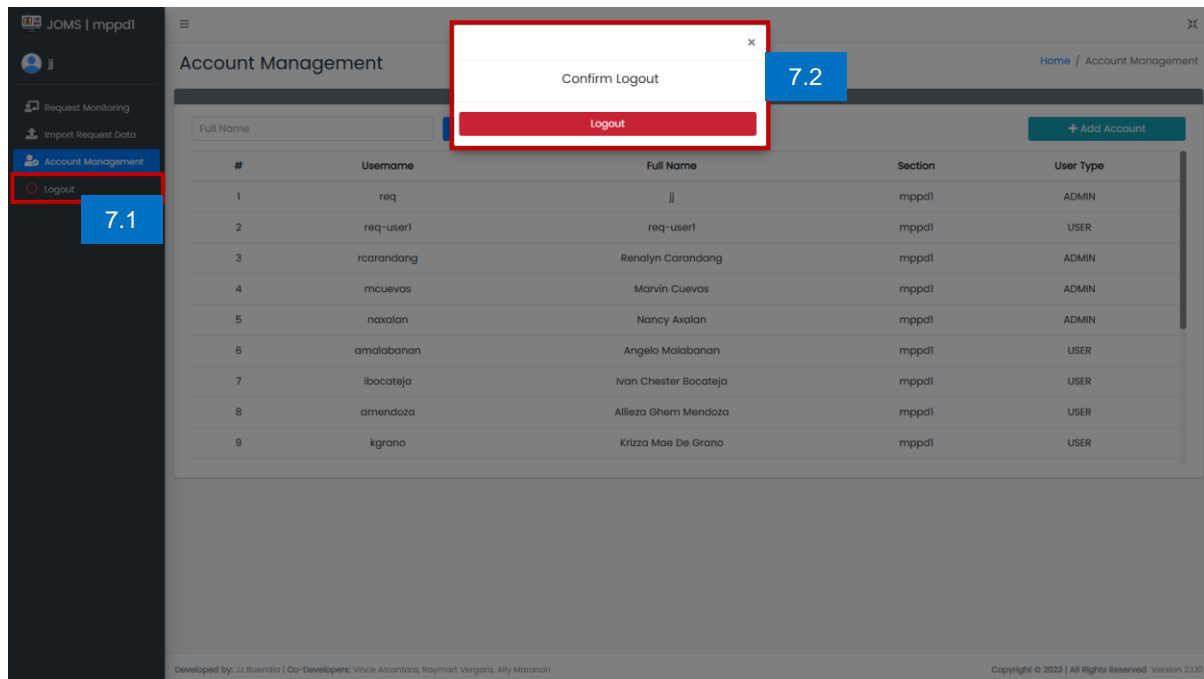 JOMS | mppd1
jj
Request Monitoring
Import Request Data
Account Management
Logout
7.1
Account Management
Home / Account Management
×
Confirm Logout
Logout
7.2
Full Name
+ Add Account
# Username Full Name Section User Type
1 req jj mppd1 ADMIN
2 req-user1 req-user1 mppd1 USER
3 rcarandang Renalyn Carandang mppd1 ADMIN
4 mcuevas Marvin Cuevas mppd1 ADMIN
5 naxalan Nancy Axalan mppd1 ADMIN
6 amalabanan Angelo Malabanan mppd1 USER
7 ibocateja Ivan Chester Bocateja mppd1 USER
8 amendoza Allieza Ghem Mendoza mppd1 USER
9 kgrano Krizza Mae De Grano mppd1 USER
Developed by: JJ Buendia | Co-Developers: Vince Alcantara, Raymart Vergara, Ally Maranan
Copyright © 2023 | All Rights Reserved Version 2.1.10